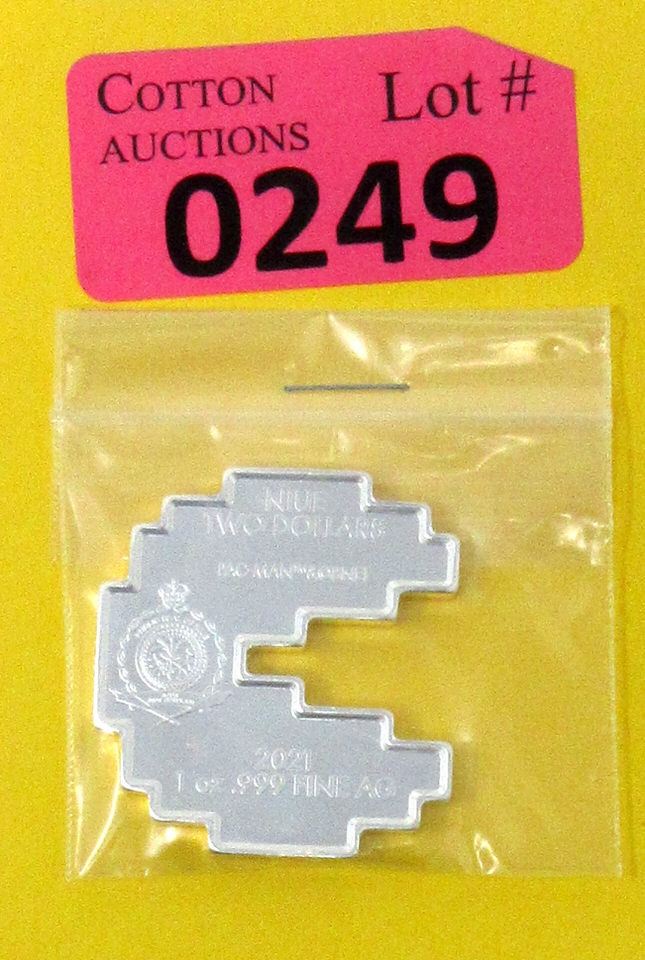 COTTON
AUCTIONS
Lot #
0249
NIUE
TWO DOLLARS
PAC-MAN™&©BNEI
2021
1 oz .999 FINE AG